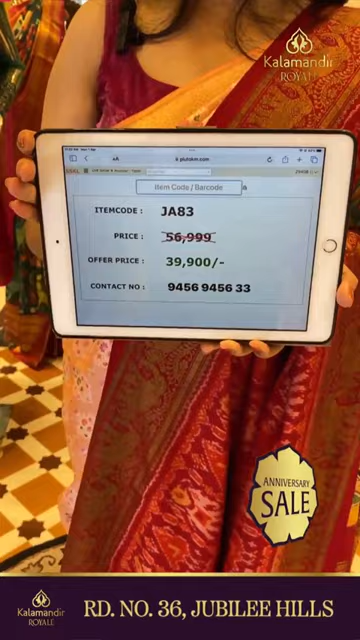 Kalamandir
ROYALE
Item Code / Barcode
ITEMCODE : JA83
PRICE : 56,999
OFFER PRICE : 39,900/-
CONTACT NO : 9456 9456 33
ANNIVERSARY
SALE
Kalamandir
ROYALE
RD. NO. 36, JUBILEE HILLS